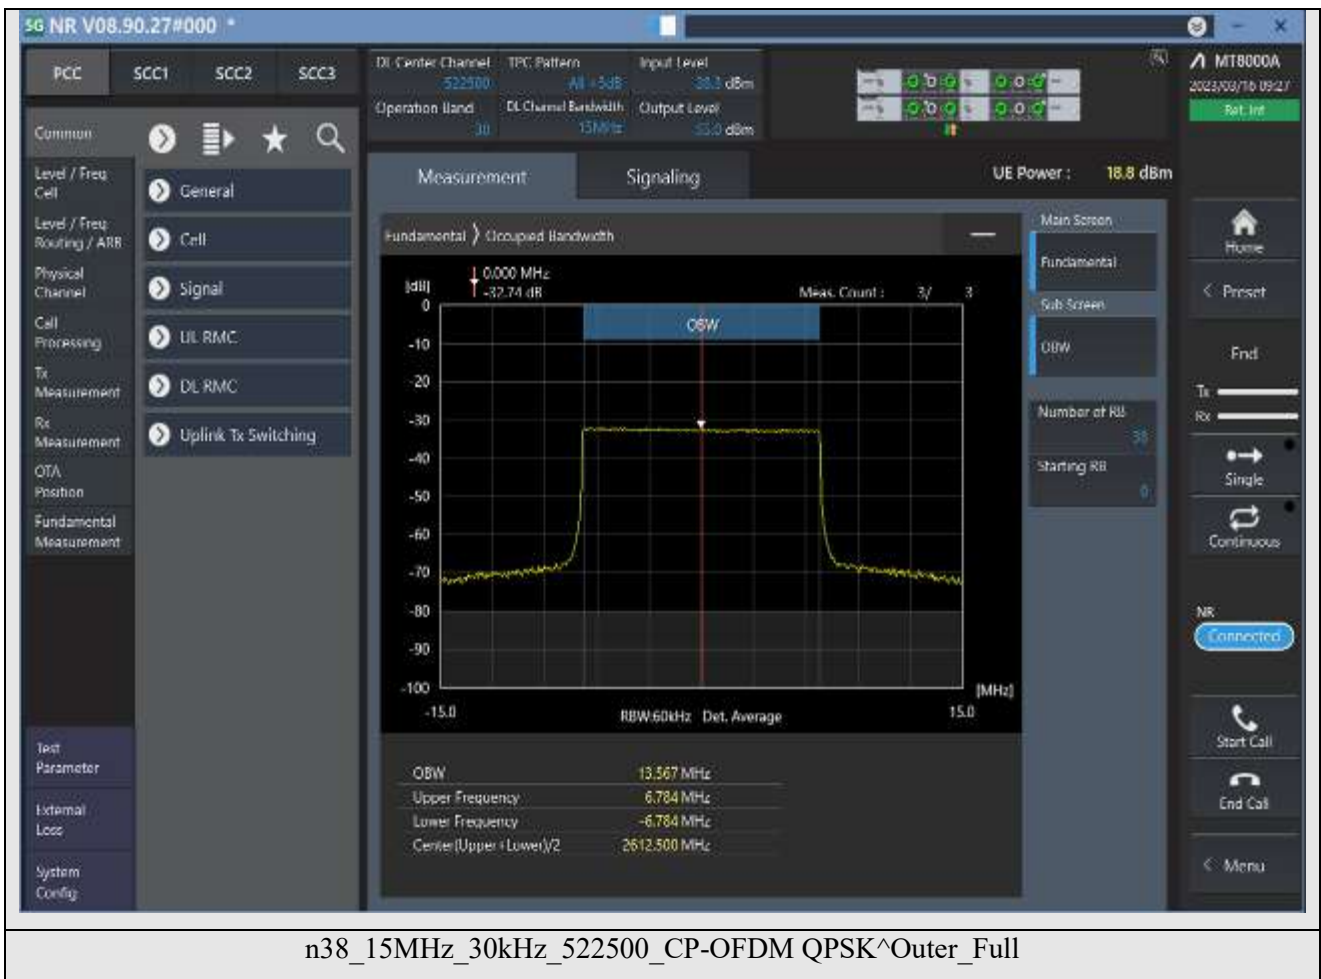 5G NR V08.90.27#000 *
PCC SCC1 SCC2 SCC3
DL Center Channel TPC Pattern Input Level
522500 All +3dB dBm
Operation Band DL Channel Bandwidth Output Level
15MHz dBm
MT8000A
2023/03/16 09:27
Ref. Int
Common
Level / Freq
Cell
Level / Freq
Routing / ARB
Physical
Channel
Call
Processing
Tx
Measurement
Rx
Measurement
OTA
Position
Fundamental
Measurement
Test
Parameter
External
Loss
System
Config
General
Cell
Signal
UL RMC
DL RMC
Uplink Tx Switching
Measurement Signaling UE Power : 18.8 dBm
Fundamental Occupied Bandwidth
[dB]
0.000 MHz
-32.74 dB
Meas. Count : 3/ 3
OBW
0
-10
-20
-30
-40
-50
-60
-70
-80
-90
-100
[MHz]
-15.0 RBW:60kHz Det. Average 15.0
OBW 13.567 MHz
Upper Frequency 6.784 MHz
Lower Frequency -6.784 MHz
Center(Upper+Lower)/2 2612.500 MHz
Main Screen
Fundamental
Sub Screen
OBW
Number of RB
38
Starting RB
0
Home
< Preset
End
Tx
Rx
Single
Continuous
NR
Connected
Start Call
End Call
< Menu
n38_15MHz_30kHz_522500_CP-OFDM QPSK^Outer_Full